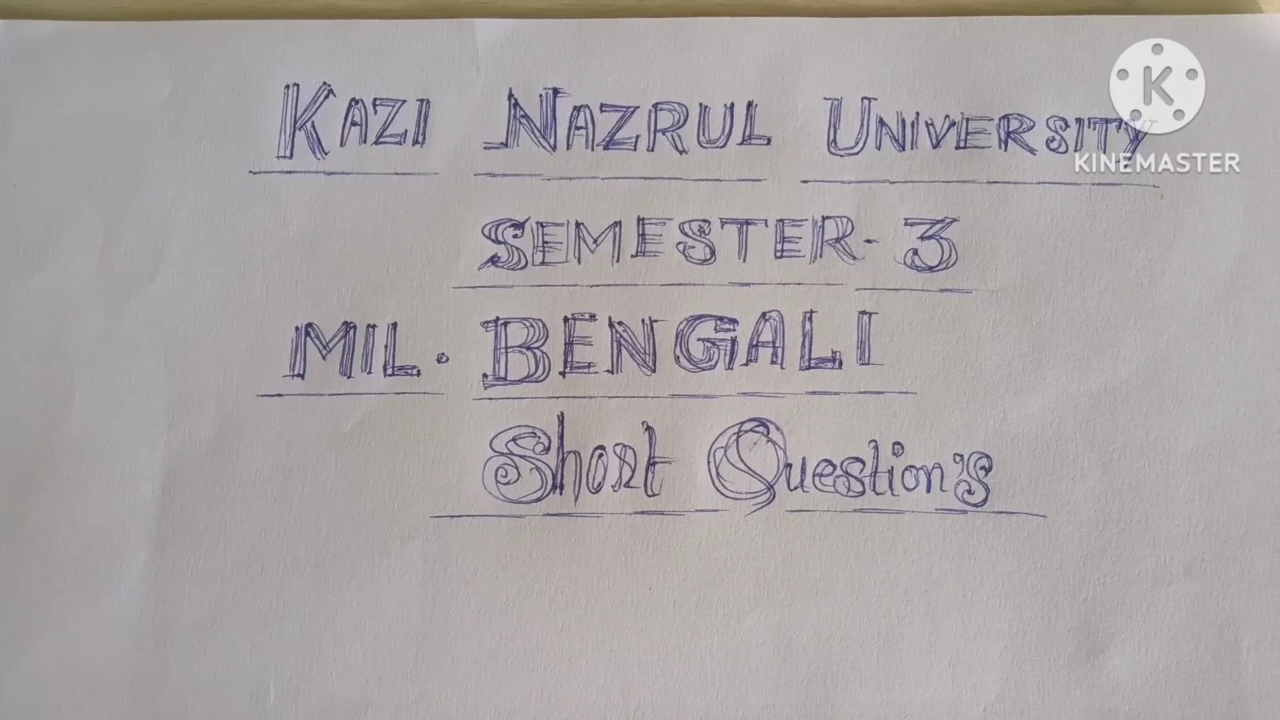 KAZI NAZRUL UNIVERSITY
KINEMASTER
SEMESTER-3
MIL. BENGALI
Short Question's